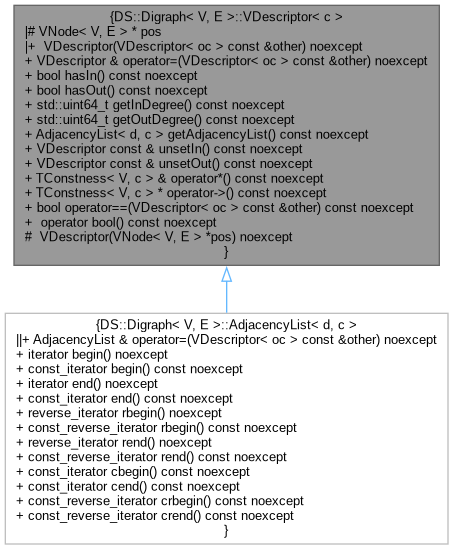 {DS::Digraph< V, E >::VDescriptor< c >
|# VNode< V, E > * pos
|+  VDescriptor(VDescriptor< oc > const &other) noexcept
+ VDescriptor & operator=(VDescriptor< oc > const &other) noexcept
+ bool hasIn() const noexcept
+ bool hasOut() const noexcept
+ std::uint64_t getInDegree() const noexcept
+ std::uint64_t getOutDegree() const noexcept
+ AdjacencyList< d, c > getAdjacencyList() const noexcept
+ VDescriptor const & unsetIn() const noexcept
+ VDescriptor const & unsetOut() const noexcept
+ TConstness< V, c > & operator*() const noexcept
+ TConstness< V, c > * operator->() const noexcept
+ bool operator==(VDescriptor< oc > const &other) const noexcept
+  operator bool() const noexcept
#  VDescriptor(VNode< V, E > *pos) noexcept
}
{DS::Digraph< V, E >::AdjacencyList< d, c >
||+ AdjacencyList & operator=(VDescriptor< oc > const &other) noexcept
+ iterator begin() noexcept
+ const_iterator begin() const noexcept
+ iterator end() noexcept
+ const_iterator end() const noexcept
+ reverse_iterator rbegin() noexcept
+ const_reverse_iterator rbegin() const noexcept
+ reverse_iterator rend() noexcept
+ const_reverse_iterator rend() const noexcept
+ const_iterator cbegin() const noexcept
+ const_iterator cend() const noexcept
+ const_reverse_iterator crbegin() const noexcept
+ const_reverse_iterator crend() const noexcept
}